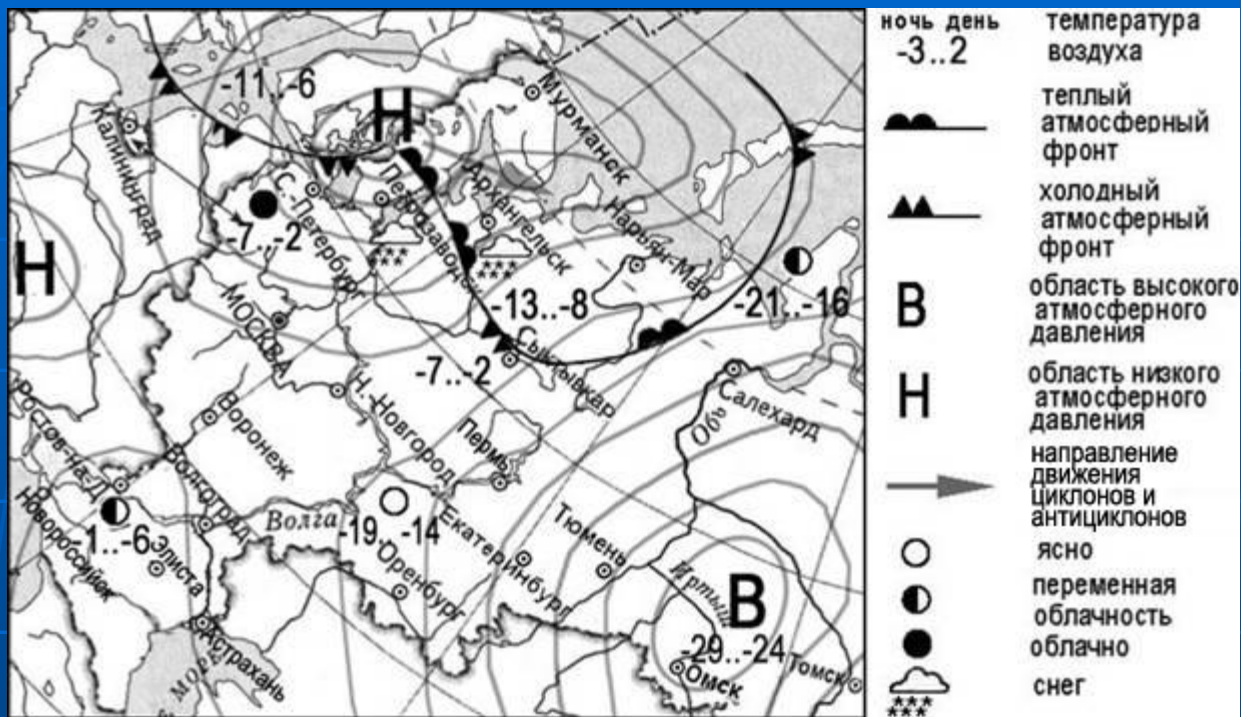 -11..-6
Н
Мурманск
Калининград
С.-Петербург
Петрозаводск
Архангельск
Нарьян-Мар
-7..-2
Н
-21..-16
-13..-8
МОСКВА
-7..-2
Сыктывкар
Салехард
Обь
Н.-Новгород
Пермь
Воронеж
Ростов-на-Д
Волгоград
Новороссийск
Волга
-19..-14
Екатеринбург
Тюмень
Иртыш
В
-1..-6
Элиста
Оренбург
-29..-24
Омск
Томск
Астрахань
море
ночь день
-3..2
температура
воздуха
теплый
атмосферный
фронт
холодный
атмосферный
фронт
В
область высокого
атмосферного
давления
Н
область низкого
атмосферного
давления
направление
движения
циклонов и
антициклонов
ясно
переменная
облачность
облачно
снег